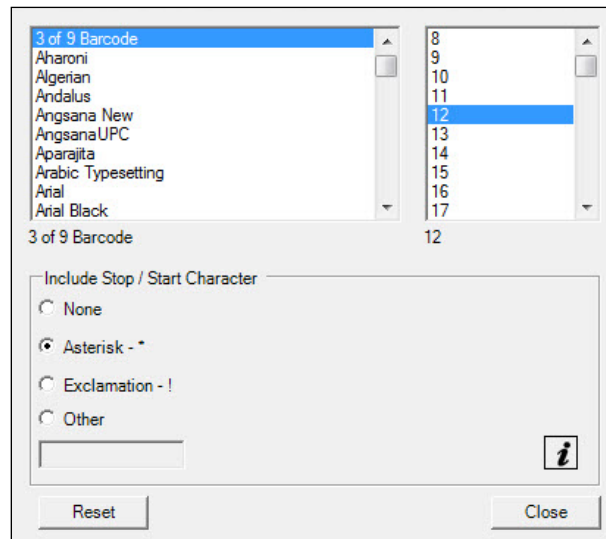 3 of 9 Barcode
Aharoni
Algerian
Andalus
Angsana New
AngsanaUPC
Aparajita
Arabic Typesetting
Arial
Arial Black
8
9
10
11
12
13
14
15
16
17
3 of 9 Barcode
12
Include Stop / Start Character
None
Asterisk - *
Exclamation - !
Other
i
Reset
Close